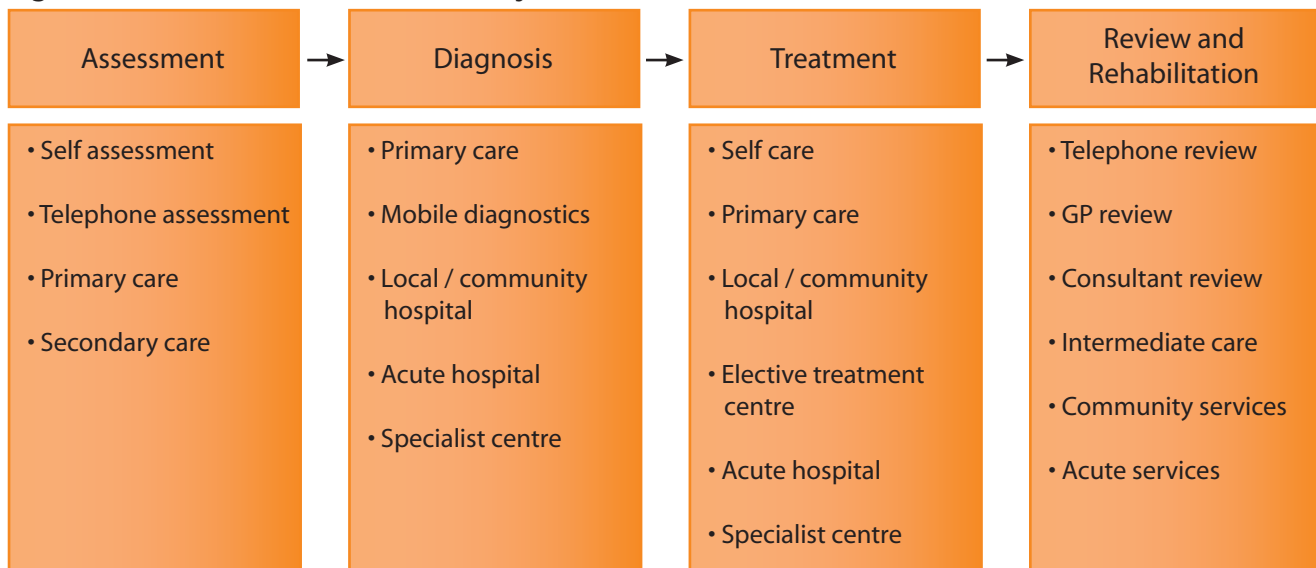 Assessment
Diagnosis
Treatment
Review and
Rehabilitation
• Self assessment
• Telephone assessment
• Primary care
• Secondary care
• Primary care
• Mobile diagnostics
• Local / community
hospital
• Acute hospital
• Specialist centre
• Self care
• Primary care
• Local / community
hospital
• Elective treatment
centre
• Acute hospital
• Specialist centre
• Telephone review
• GP review
• Consultant review
• Intermediate care
• Community services
• Acute services